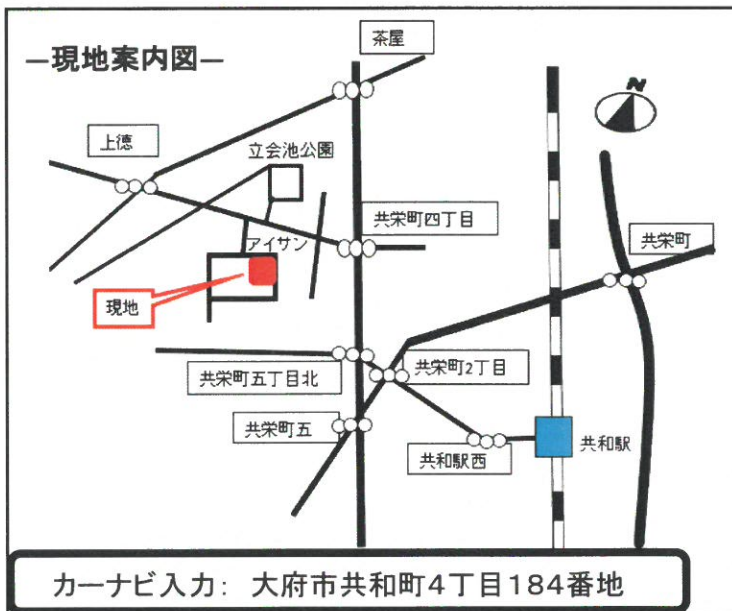 茶屋
―現地案内図―
N
上徳
立会池公園
共栄町四丁目
共栄町
アイサン
現地
共栄町2丁目
共栄町五丁目北
共栄町五
共和駅西
共和駅
カーナビ入力： 大府市共和町4丁目184番地